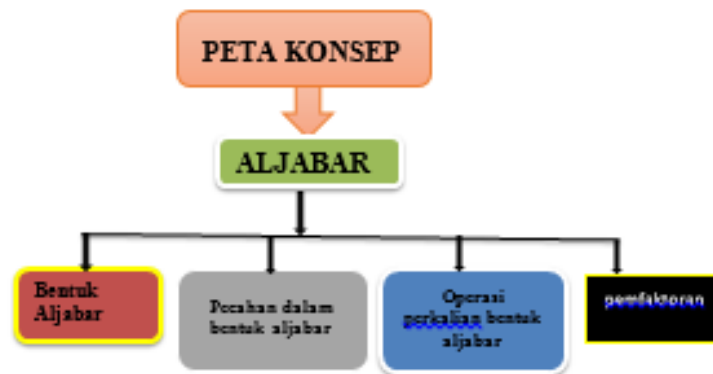 PETA KONSEP
ALJABAR
Bentuk
Aljabar
Pecahan dalam
bentuk aljabar
Operasi
perkalian bentuk
aljabar
pemfaktoran